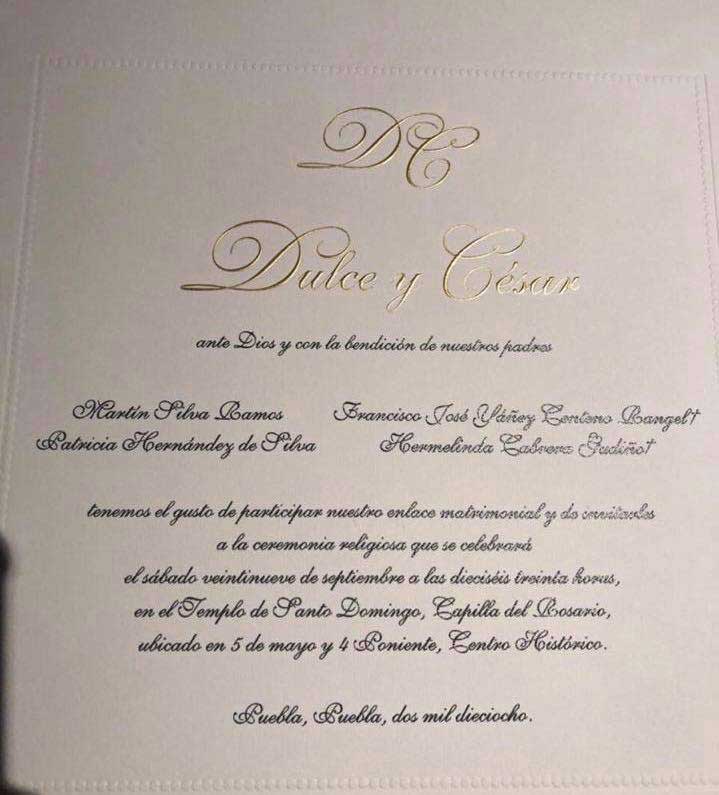 DC
Dulce y César
ante Dios y con la bendición de nuestros padres
Martín Silva Ramos
Patricia Hernández de Silva
Francisco José Yáñez Centeno Rangel†
Hermelinda Cabrera Gudiño†
tenemos el gusto de participar nuestro enlace matrimonial y de invitarles
a la ceremonia religiosa que se celebrará
el sábado veintinueve de septiembre a las dieciséis treinta horas,
en el Templo de Santo Domingo, Capilla del Rosario,
ubicado en 5 de mayo y 4 Poniente, Centro Histórico.
Puebla, Puebla, dos mil dieciocho.